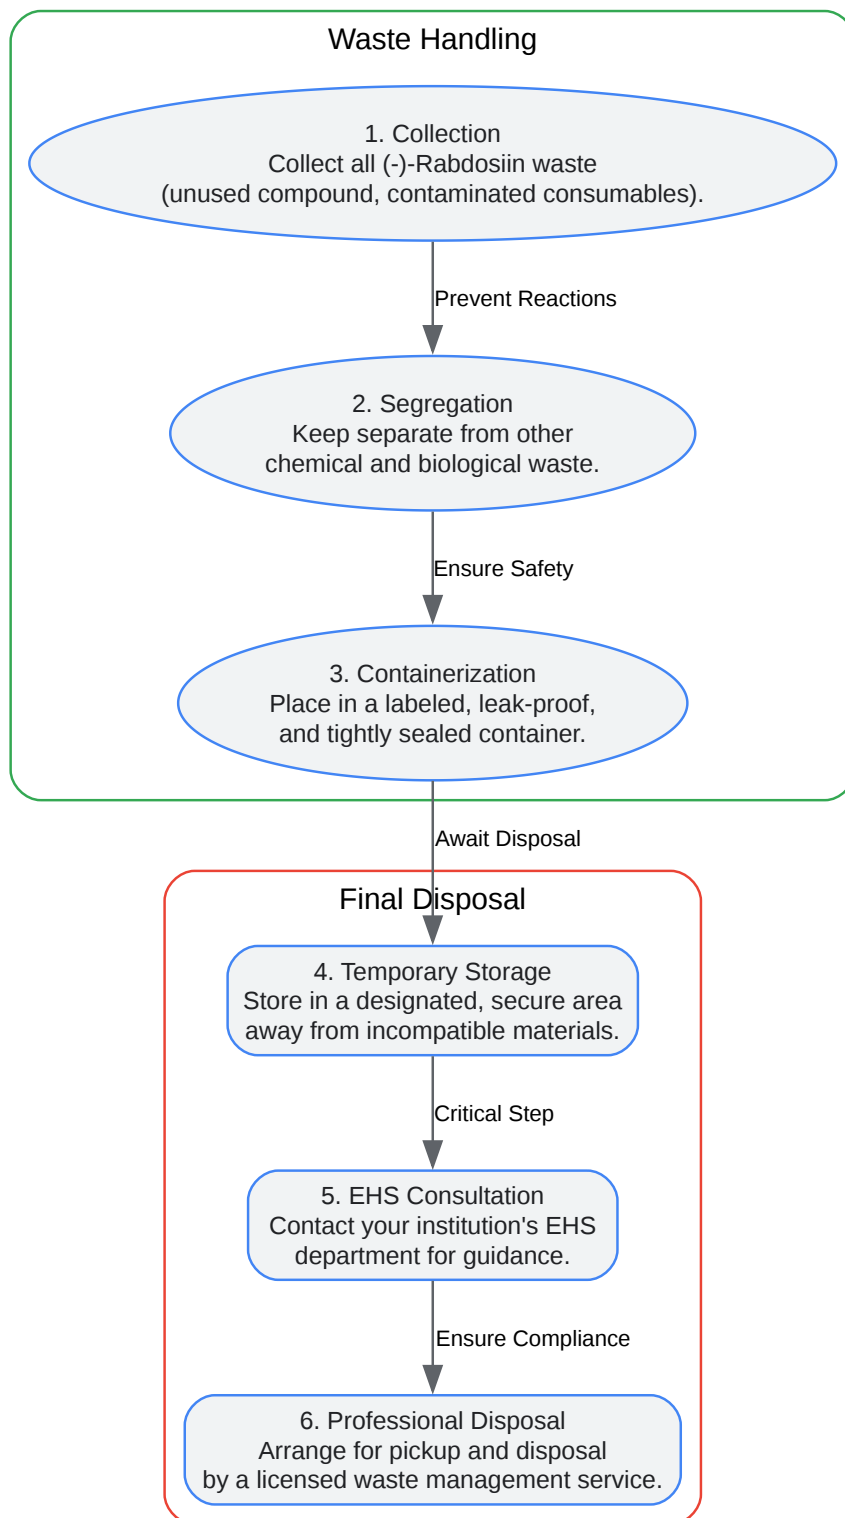 Waste Handling
1. Collection
Collect all (-)-Rabdosiin waste
(unused compound, contaminated consumables).
Prevent Reactions
2. Segregation
Keep separate from other
chemical and biological waste.
Ensure Safety
3. Containerization
Place in a labeled, leak-proof,
and tightly sealed container.
Await Disposal
Final Disposal
4. Temporary Storage
Store in a designated, secure area
away from incompatible materials.
Critical Step
5. EHS Consultation
Contact your institution's EHS
department for guidance.
Ensure Compliance
6. Professional Disposal
Arrange for pickup and disposal
by a licensed waste management service.